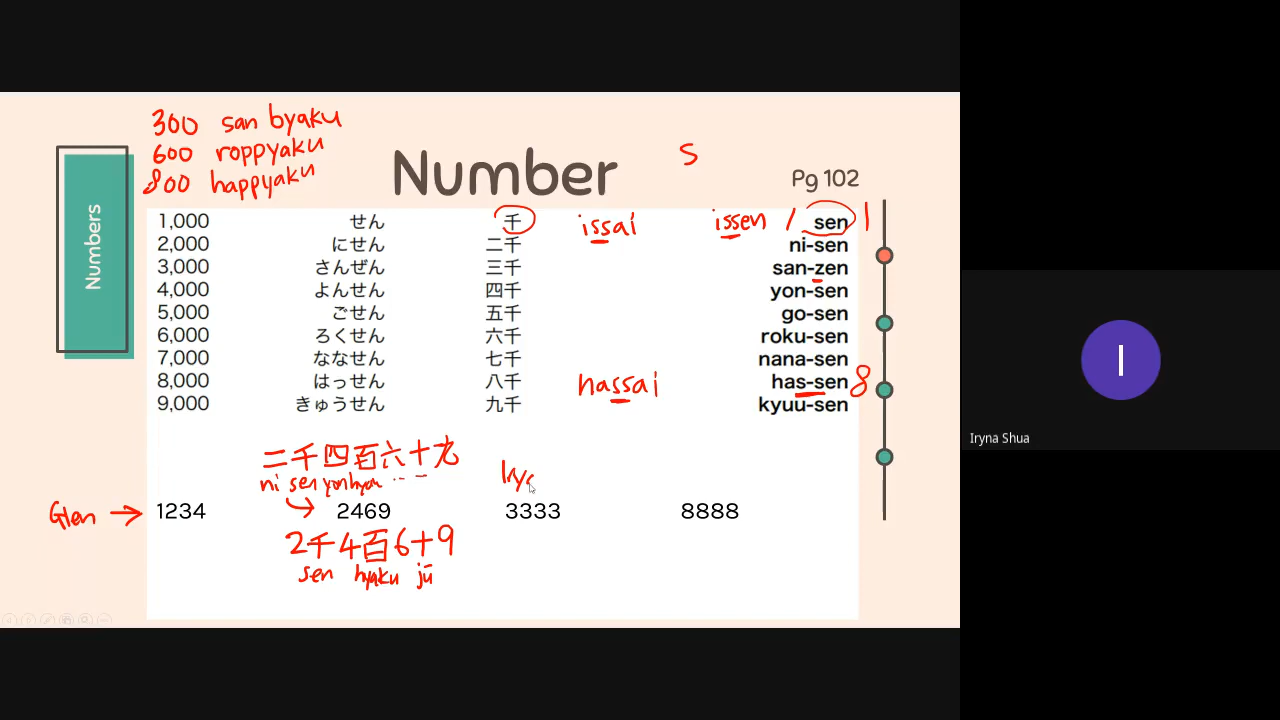 300 san byaku
600 roppyaku
800 happyaku
Numbers
Number
S
Pg 102
1,000 せん 千 issai issen / sen 1
2,000 にせん 二千 ni-sen
3,000 さんぜん 三千 san-zen
4,000 よんせん 四千 yon-sen
5,000 ごせん 五千 go-sen
6,000 ろくせん 六千 roku-sen
7,000 ななせん 七千 nana-sen
8,000 はっせん 八千 hassai has-sen 8
9,000 きゅうせん 九千 kyuu-sen
二千四百六十九
ni sen yonhyau
kyo
Glen → 1234 2469 3333 8888
2千4百6十9
sen hyaku jū
I
Iryna Shua